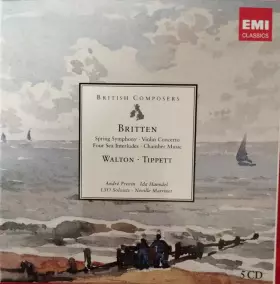 EMI
CLASSICS
BRITISH COMPOSERS
BRITTEN
Spring Symphony · Violin Concerto
Four Sea Interludes · Chamber Music
WALTON · TIPPETT
André Previn · Ida Haendel
LSO Soloists · Neville Marriner
5 CD